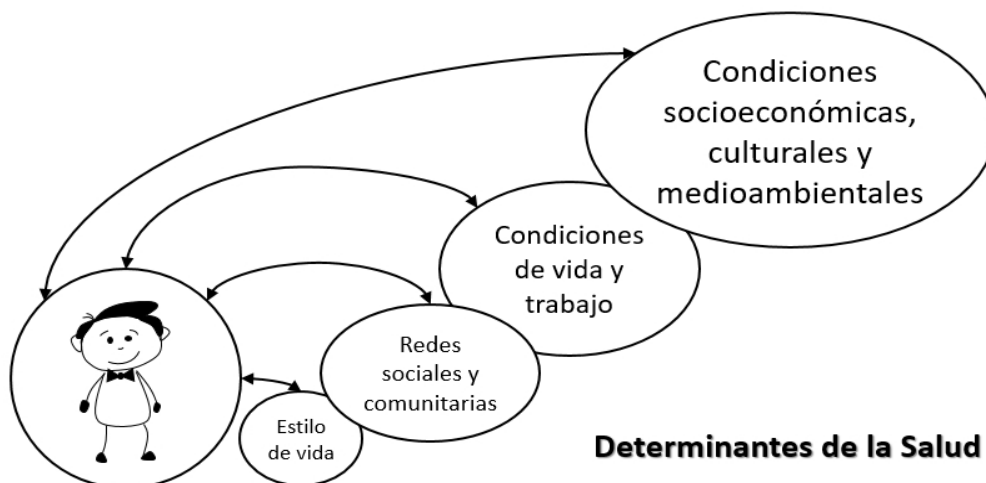 Condiciones
socioeconómicas,
culturales y
medioambientales
Condiciones
de vida y
trabajo
Redes
sociales y
comunitarias
Estilo
de vida
Determinantes de la Salud